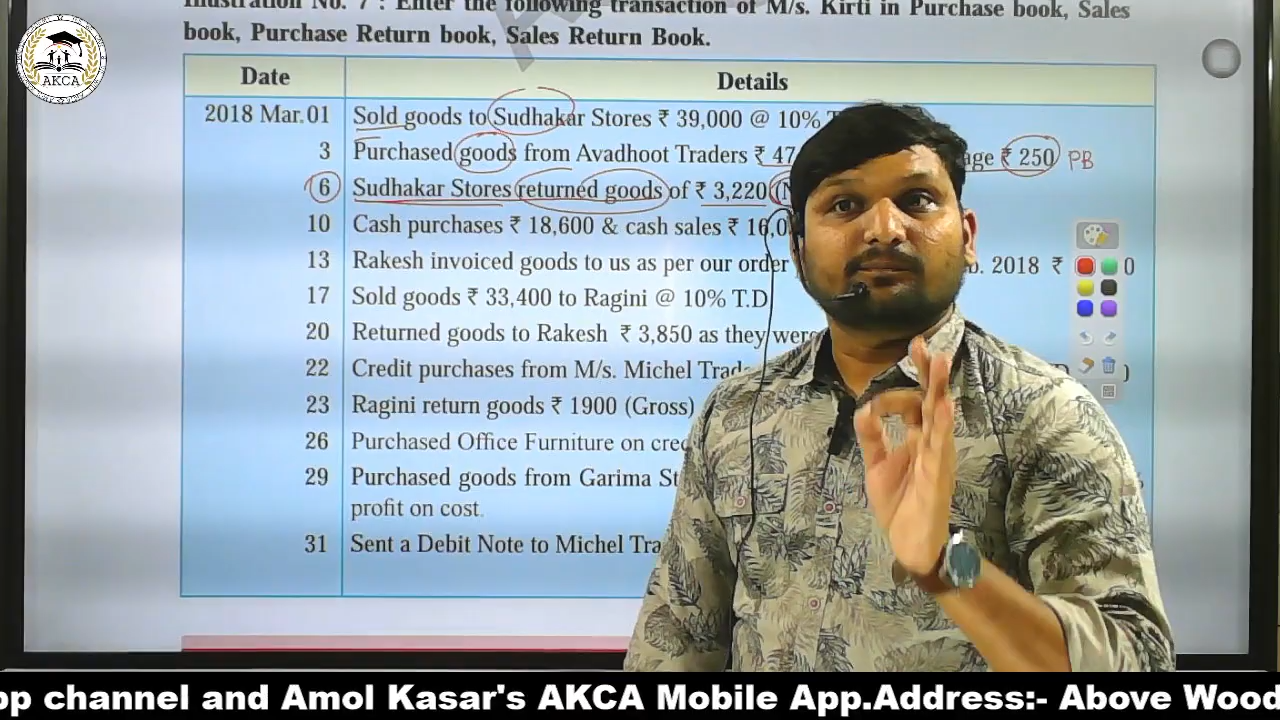 Illustration No. 7 : Enter the following transaction of M/s. Kirti in Purchase book, Sales
book, Purchase Return book, Sales Return Book.
AKCA
Date Details
2018 Mar.01 Sold goods to Sudhakar Stores ₹ 39,000 @ 10%
3 Purchased goods from Avadhoot Traders ₹ 47 age ₹ 250 PB
6 Sudhakar Stores returned goods of ₹ 3,220 (N
10 Cash purchases ₹ 18,600 & cash sales ₹ 16,0
13 Rakesh invoiced goods to us as per our order 2018 ₹ 0
17 Sold goods ₹ 33,400 to Ragini @ 10% T.D
20 Returned goods to Rakesh ₹ 3,850 as they wer
22 Credit purchases from M/s. Michel Trad )
23 Ragini return goods ₹ 1900 (Gross)
26 Purchased Office Furniture on cre
29 Purchased goods from Garima St
profit on cost.
31 Sent a Debit Note to Michel Tra
pp channel and Amol Kasar's AKCA Mobile App.Address:- Above Wood